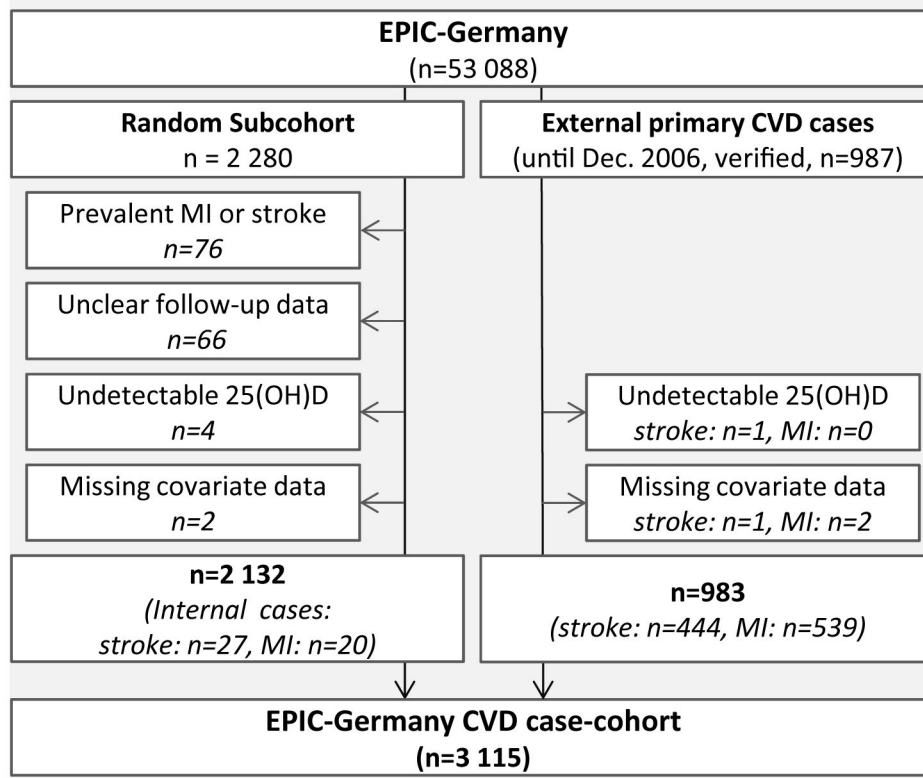 EPIC-Germany
(n=53 088)
Random Subcohort
n = 2 280
External primary CVD cases
(until Dec. 2006, verified, n=987)
Prevalent MI or stroke
n=76
Unclear follow-up data
n=66
Undetectable 25(OH)D
n=4
Undetectable 25(OH)D
stroke: n=1, MI: n=0
Missing covariate data
n=2
Missing covariate data
stroke: n=1, MI: n=2
n=2 132
(Internal cases:
stroke: n=27, MI: n=20)
n=983
(stroke: n=444, MI: n=539)
EPIC-Germany CVD case-cohort
(n=3 115)